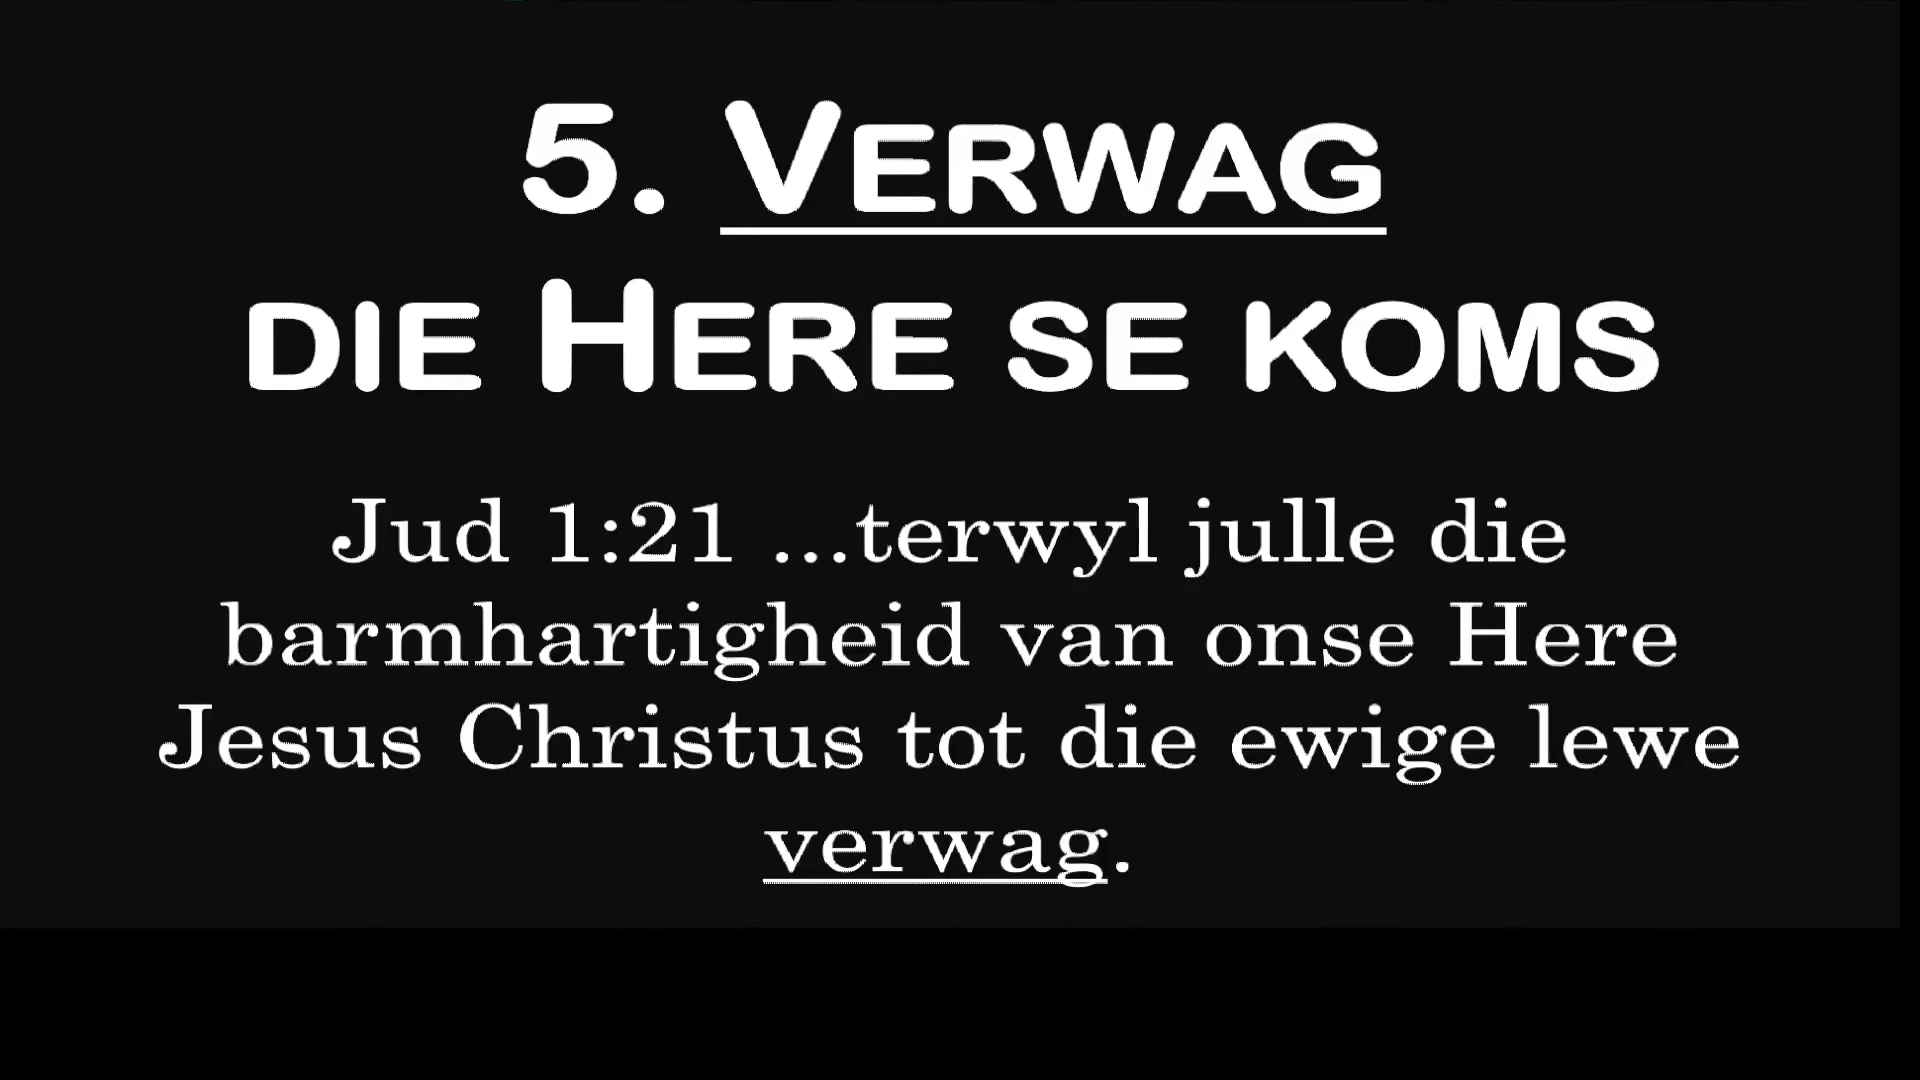 5. VERWAG
DIE HERE SE KOMS
Jud 1:21 ...terwyl julle die
barmhartigheid van onse Here
Jesus Christus tot die ewige lewe
verwag.